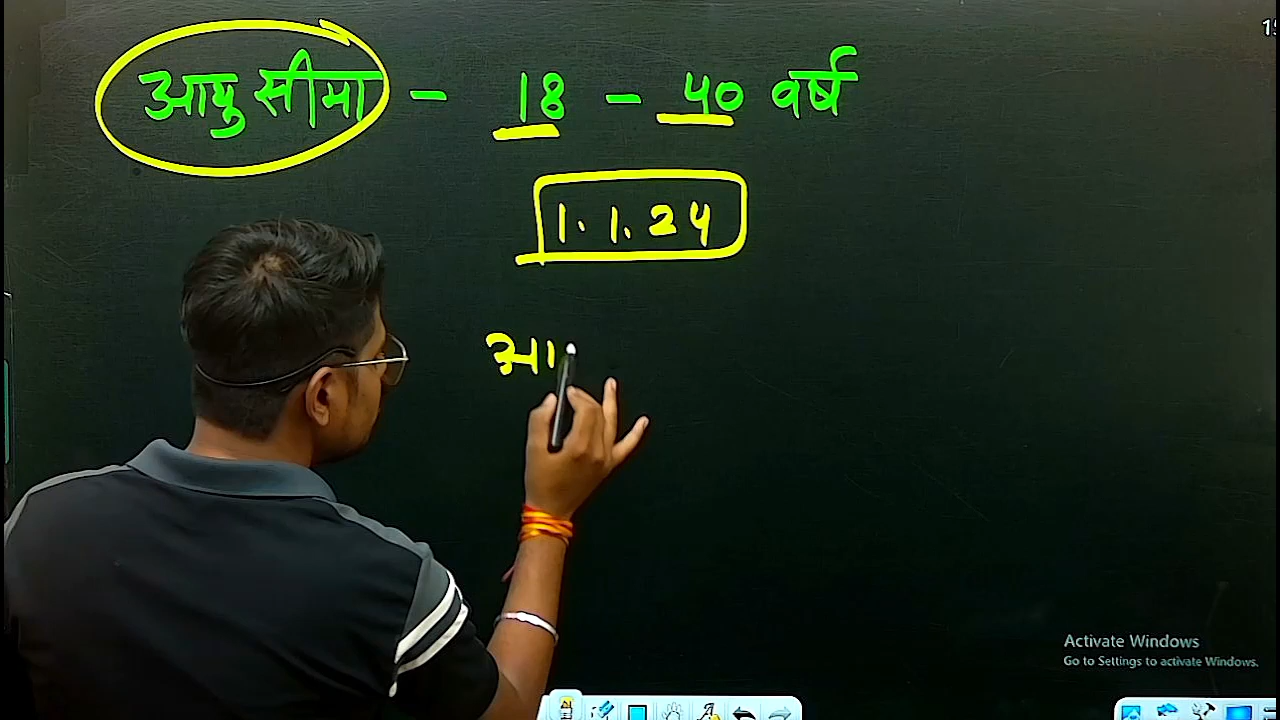 आयु सीमा - 18 - 40 वर्ष
1.1.24
आ
Activate Windows
Go to Settings to activate Windows.